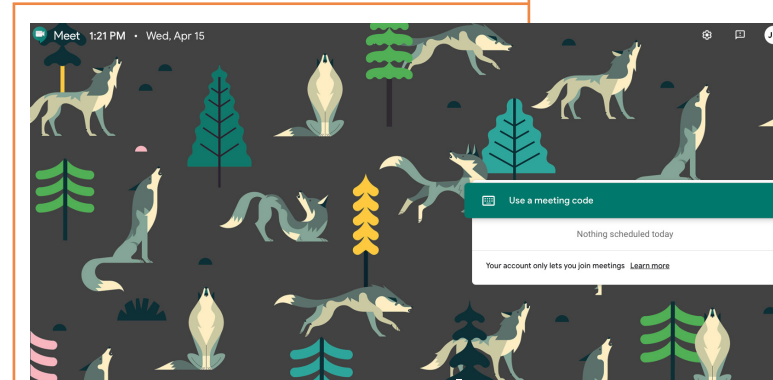 Meet 1:21 PM • Wed, Apr 15
J
Use a meeting code
Nothing scheduled today
Your account only lets you join meetings Learn more